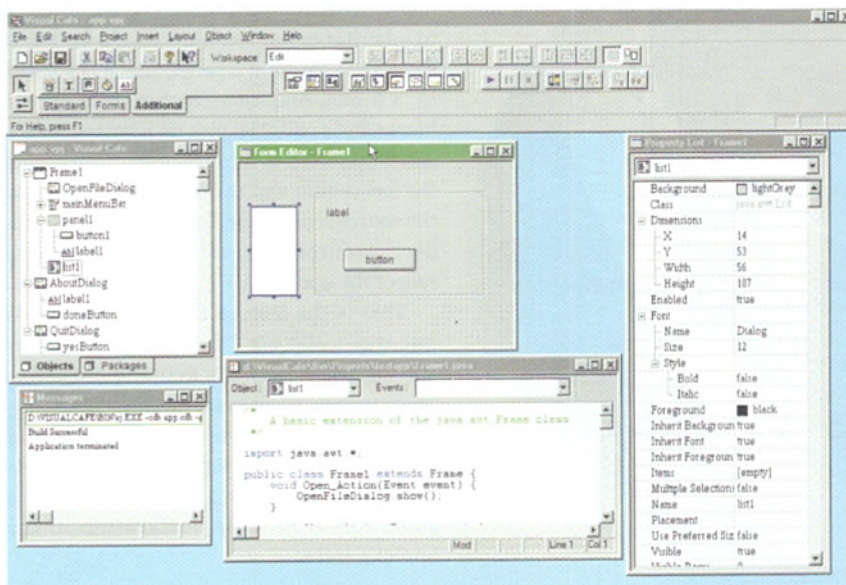 Visual Cafe - app.vpj
File Edit Search Project Insert Layout Object Window Help
Workspace: Edit
Standard Forms Additional
For Help, press F1
app.vpj - Visual Cafe
Frame1
OpenFileDialog
mainMenuBar
panel1
button1
label1
list1
AboutDialog
label1
doneButton
QuitDialog
yesButton
Objects Packages
Messages
Build Successful
Application terminated
Form Editor - Frame1
label
button
Object: list1 Events:
/*
A basic extension of the java.awt.Frame class
*/
import java.awt.*;
public class Frame1 extends Frame {
void Open_Action(Event event) {
OpenFileDialog.show();
}
Mod Line 1 Col 1
Property List - Frame1
list1
Background lightGray
Class java.awt.List
Dimensions
X 14
Y 53
Width 56
Height 107
Enabled true
Font
Name Dialog
Size 12
Style
Bold false
Italic false
Foreground black
Inherit Backgroun true
Inherit Font true
Inherit Foregroun true
Items [empty]
Multiple Selections false
Name list1
Placement
Use Preferred Siz false
Visible true